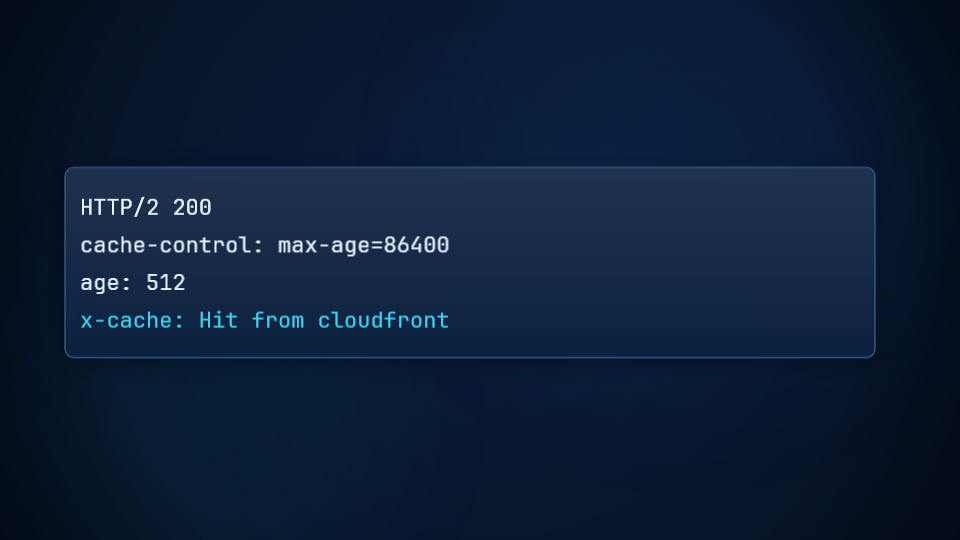 HTTP/2 200
cache-control: max-age=86400
age: 512
x-cache: Hit from cloudfront